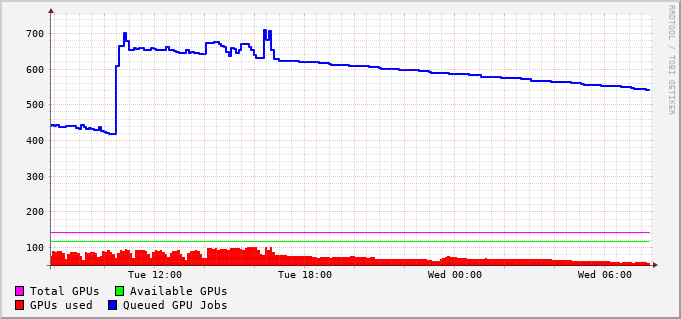 700
600
500
400
300
200
100
Tue 12:00 Tue 18:00 Wed 00:00 Wed 06:00
Total GPUs Available GPUs
GPUs used Queued GPU Jobs
RRDTOOL / TOBI OETIKER